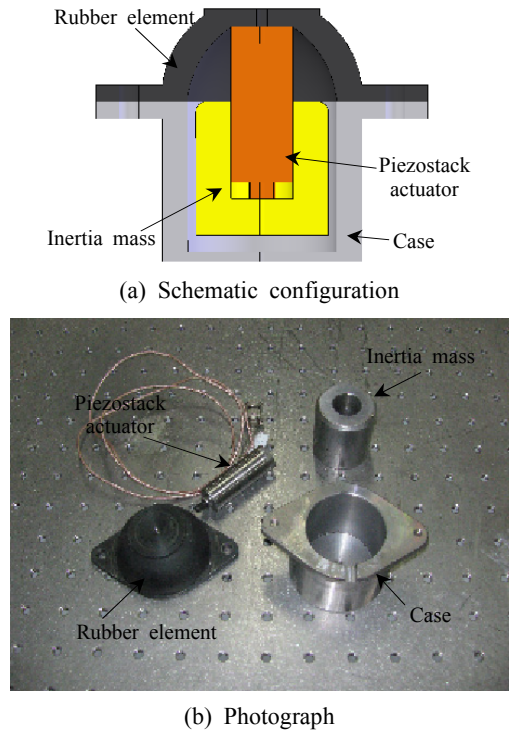 Rubber element
Piezostack
actuator
Inertia mass
Case
(a) Schematic configuration
Inertia mass
Piezostack
actuator
Rubber element
Case
(b) Photograph